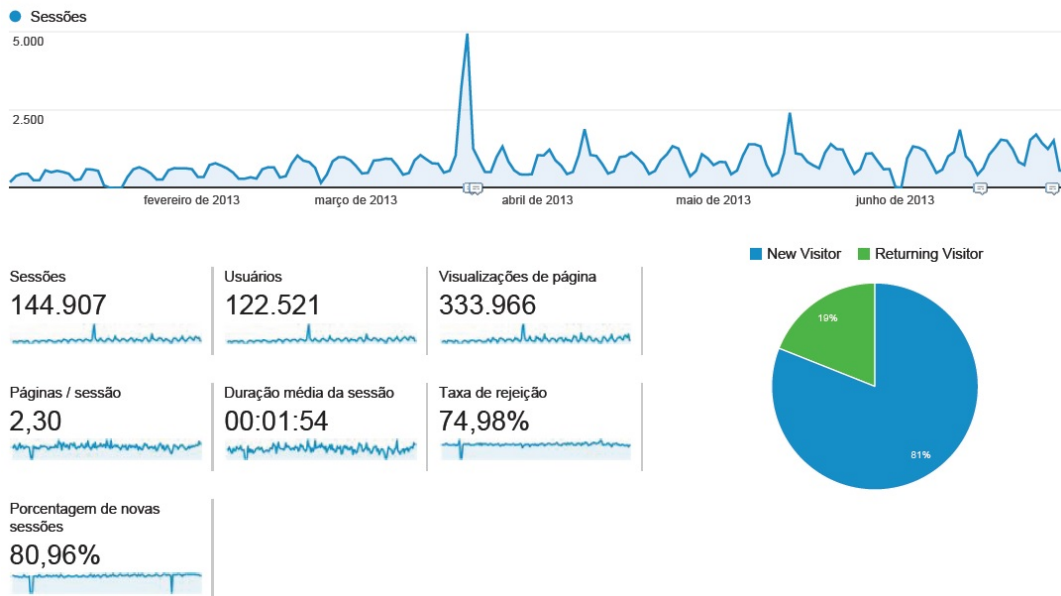 Sessões
5.000
2.500
fevereiro de 2013
março de 2013
abril de 2013
maio de 2013
junho de 2013
New Visitor
Returning Visitor
Sessões
144.907
Usuários
122.521
Visualizações de página
333.966
Páginas / sessão
2,30
Duração média da sessão
00:01:54
Taxa de rejeição
74,98%
Porcentagem de novas
sessões
80,96%
19%
81%